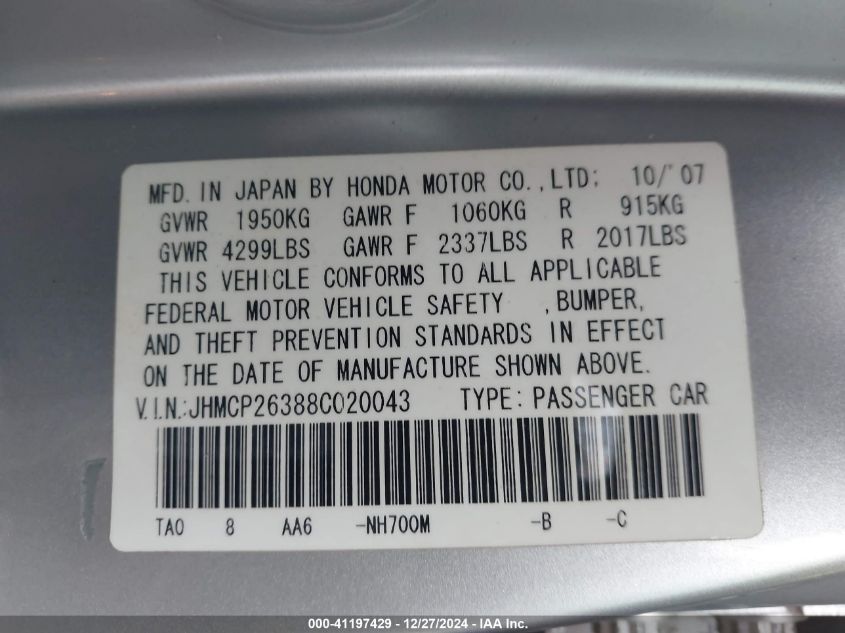 MFD. IN JAPAN BY HONDA MOTOR CO., LTD; 10/'07
GVWR 1950KG GAWR F 1060KG R 915KG
GVWR 4299LBS GAWR F 2337LBS R 2017LBS
THIS VEHICLE CONFORMS TO ALL APPLICABLE
FEDERAL MOTOR VEHICLE SAFETY , BUMPER,
AND THEFT PREVENTION STANDARDS IN EFFECT
ON THE DATE OF MANUFACTURE SHOWN ABOVE.
V.I.N.:JHMCP26388C020043 TYPE: PASSENGER CAR
TA0 8 AA6 -NH700M -B -C
000-41197429 - 12/27/2024 - IAA Inc.